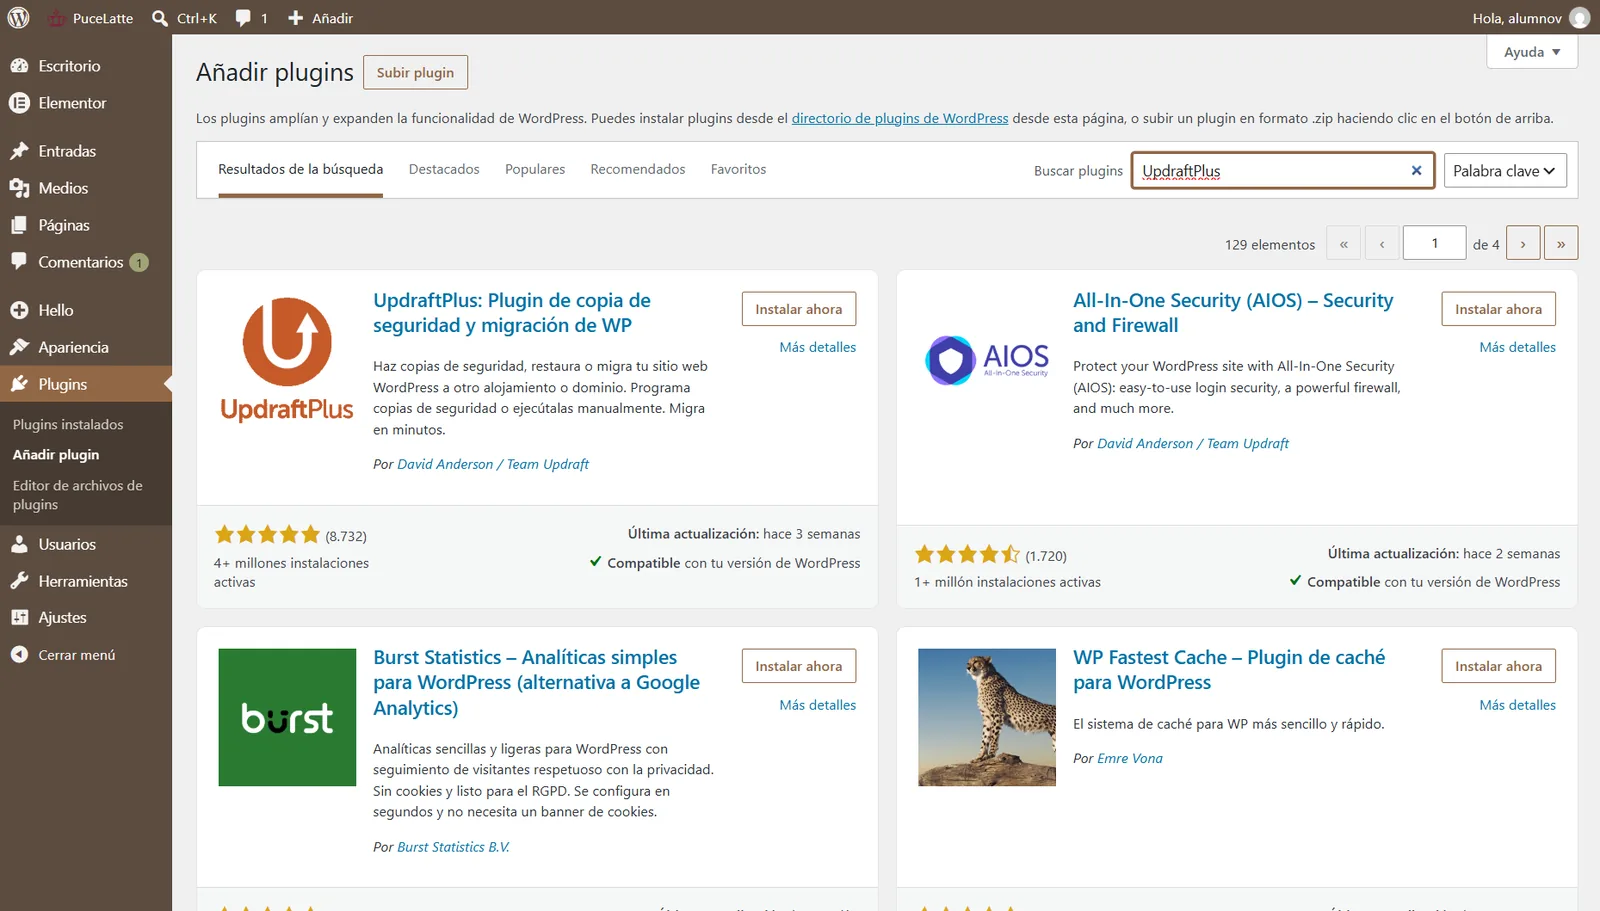 PuceLatte
Ctrl+K
1
Añadir
Hola, alumnov
Escritorio
Elementor
Entradas
Medios
Páginas
Comentarios 1
Hello
Apariencia
Plugins
Plugins instalados
Añadir plugin
Editor de archivos de
plugins
Usuarios
Herramientas
Ajustes
Cerrar menú
Ayuda
Añadir plugins
Subir plugin
Los plugins amplían y expanden la funcionalidad de WordPress. Puedes instalar plugins desde el directorio de plugins de WordPress desde esta página, o subir un plugin en formato .zip haciendo clic en el botón de arriba.
Resultados de la búsqueda
Destacados
Populares
Recomendados
Favoritos
Buscar plugins
UpdraftPlus
×
Palabra clave
129 elementos
«
‹
1
de 4
›
»
UpdraftPlus
UpdraftPlus: Plugin de copia de
seguridad y migración de WP
Instalar ahora
Más detalles
Haz copias de seguridad, restaura o migra tu sitio web
WordPress a otro alojamiento o dominio. Programa
copias de seguridad o ejecútalas manualmente. Migra
en minutos.
Por David Anderson / Team Updraft
(8.732)
4+ millones instalaciones
activas
Última actualización: hace 3 semanas
Compatible con tu versión de WordPress
AIOS
All-in-One Security
All-In-One Security (AIOS) – Security
and Firewall
Instalar ahora
Más detalles
Protect your WordPress site with All-In-One Security
(AIOS): easy-to-use login security, a powerful firewall,
and much more.
Por David Anderson / Team Updraft
(1.720)
1+ millón instalaciones activas
Última actualización: hace 2 semanas
Compatible con tu versión de WordPress
burst
Burst Statistics – Analíticas simples
para WordPress (alternativa a Google
Analytics)
Instalar ahora
Más detalles
Analíticas sencillas y ligeras para WordPress con
seguimiento de visitantes respetuoso con la privacidad.
Sin cookies y listo para el RGPD. Se configura en
segundos y no necesita un banner de cookies.
Por Burst Statistics B.V.
WP Fastest Cache – Plugin de caché
para WordPress
Instalar ahora
Más detalles
El sistema de caché para WP más sencillo y rápido.
Por Emre Vona